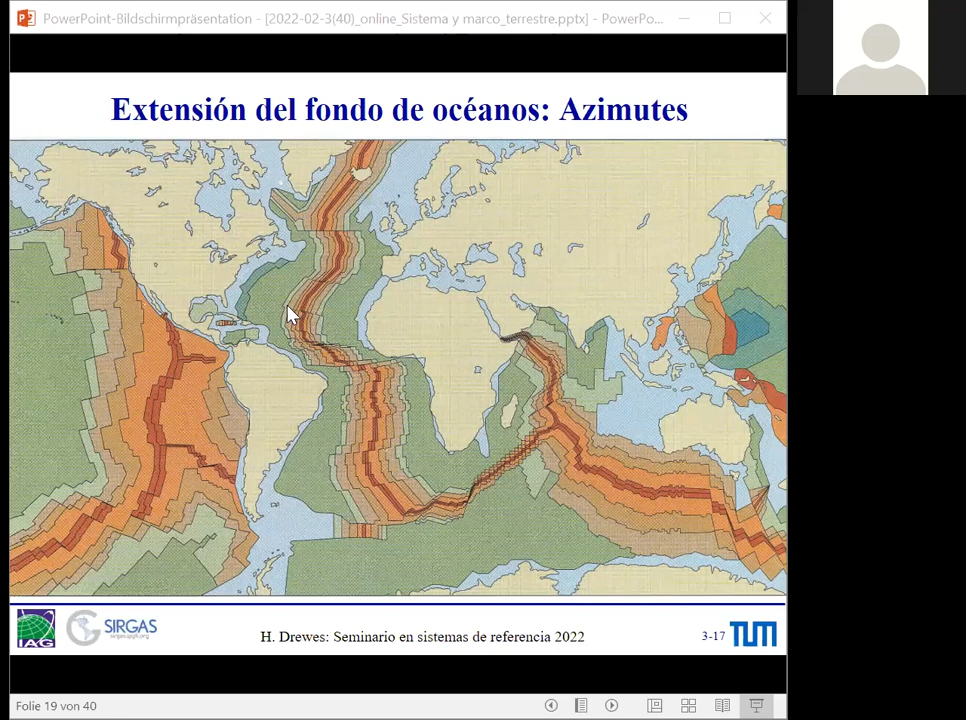 PowerPoint-Bildschirmpräsentation - [2022-02-3(40)_online_Sistema y marco_terrestre.pptx] - PowerPo...
Extensión del fondo de océanos: Azimutes
IAG
SIRGAS
H. Drewes: Seminario en sistemas de referencia 2022
3-17
TUM
Folie 19 von 40